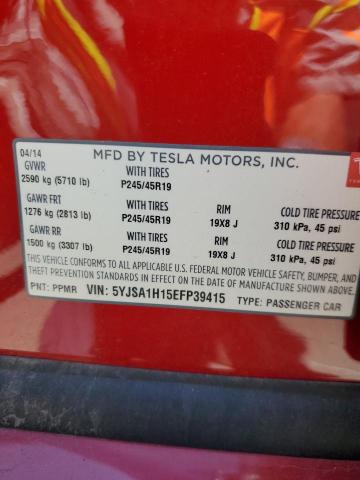 04/14 MFD BY TESLA MOTORS, INC.
GVWR WITH TIRES
2590 kg (5710 lb) P245/45R19
GAWR FRT WITH TIRES RIM COLD TIRE PRESSURE
1276 kg (2813 lb) P245/45R19 19X8 J 310 kPa, 45 psi
GAWR RR WITH TIRES RIM COLD TIRE PRESSURE
1500 kg (3307 lb) P245/45R19 19X8 J 310 kPa, 45 psi
THIS VEHICLE CONFORMS TO ALL APPLICABLE U.S. FEDERAL MOTOR VEHICLE SAFETY, BUMPER, AND
THEFT PREVENTION STANDARDS IN EFFECT ON THE DATE OF MANUFACTURE SHOWN ABOVE.
PNT: PPMR VIN: 5YJSA1H15EFP39415 TYPE: PASSENGER CAR